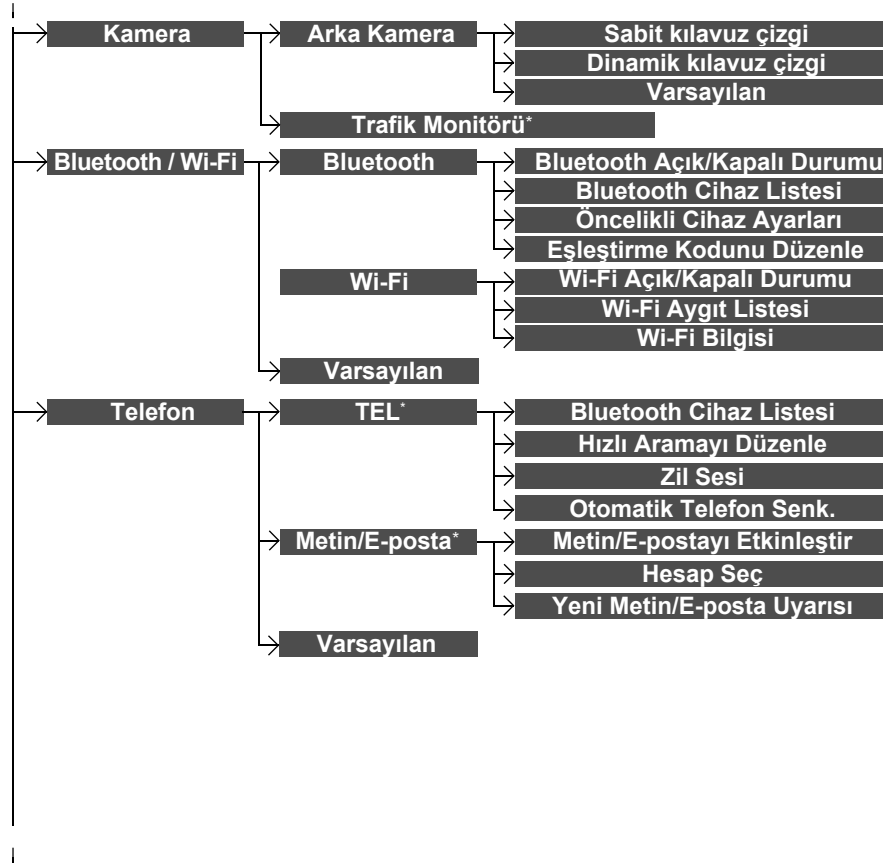 Kamera Arka Kamera Sabit kılavuz çizgi
Dinamik kılavuz çizgi
Varsayılan
Trafik Monitörü*
Bluetooth / Wi-Fi Bluetooth Bluetooth Açık/Kapalı Durumu
Bluetooth Cihaz Listesi
Öncelikli Cihaz Ayarları
Eşleştirme Kodunu Düzenle
Wi-Fi Wi-Fi Açık/Kapalı Durumu
Wi-Fi Aygıt Listesi
Wi-Fi Bilgisi
Varsayılan
Telefon TEL* Bluetooth Cihaz Listesi
Hızlı Aramayı Düzenle
Zil Sesi
Otomatik Telefon Senk.
Metin/E-posta* Metin/E-postayı Etkinleştir
Hesap Seç
Yeni Metin/E-posta Uyarısı
Varsayılan